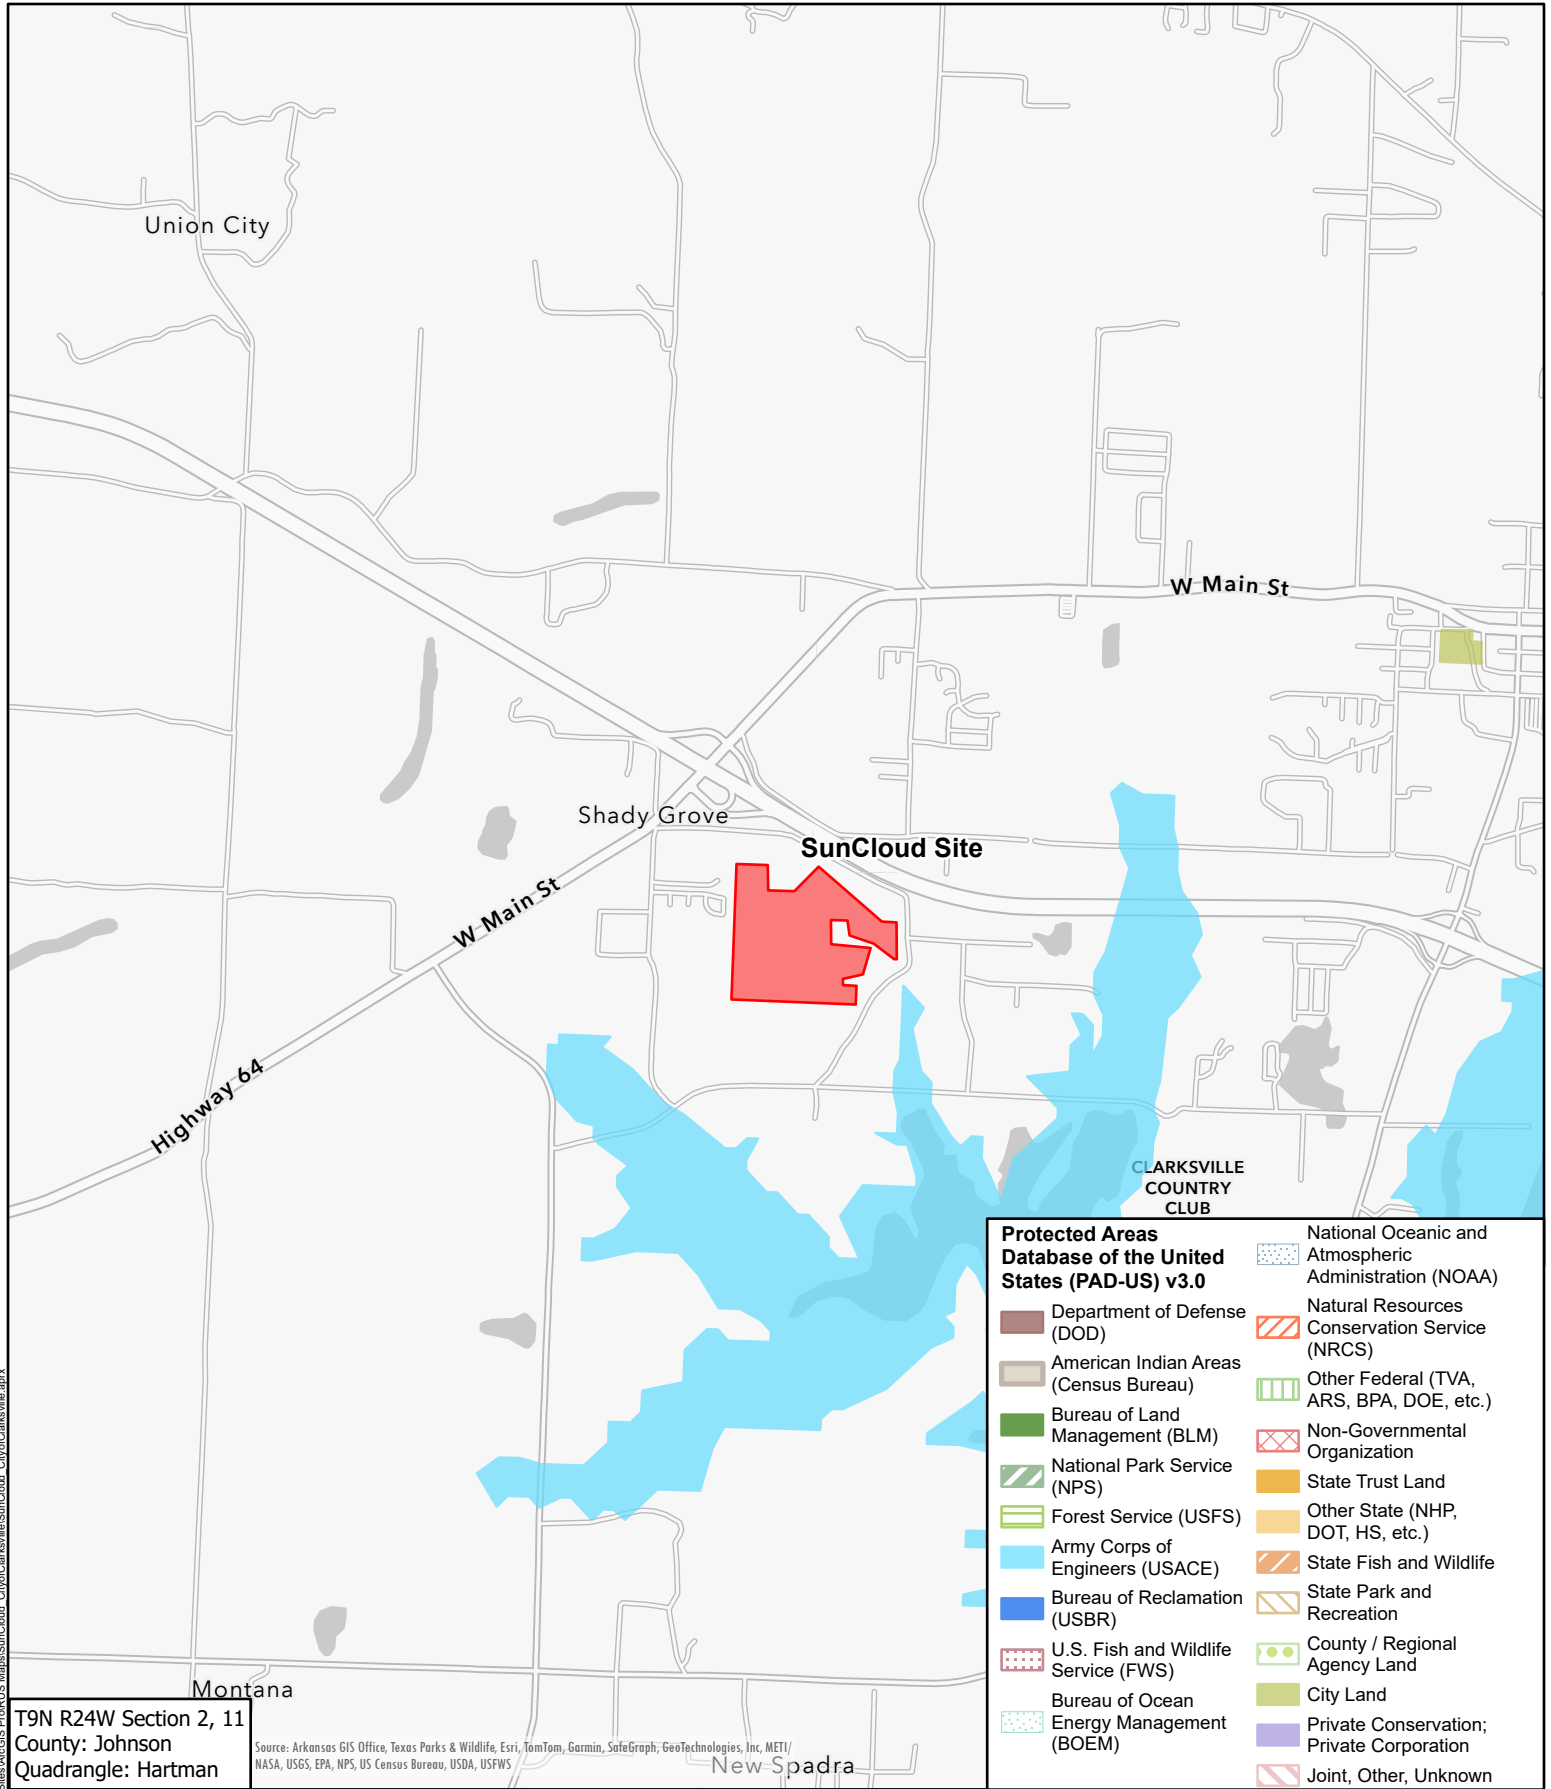 Union City
W Main St
Shady Grove
SunCloud Site
W Main St
Highway 64
CLARKSVILLE
COUNTRY
CLUB
Montana
New Spadra
T9N R24W Section 2, 11
County: Johnson
Quadrangle: Hartman
Source: Arkansas GIS Office, Texas Parks & Wildlife, Esri, TomTom, Garmin, SafeGraph, GeoTechnologies, Inc, METI/
NASA, USGS, EPA, NPS, US Census Bureau, USDA, USFWS
Protected Areas
Database of the United
States (PAD-US) v3.0
Department of Defense
(DOD)
American Indian Areas
(Census Bureau)
Bureau of Land
Management (BLM)
National Park Service
(NPS)
Forest Service (USFS)
Army Corps of
Engineers (USACE)
Bureau of Reclamation
(USBR)
U.S. Fish and Wildlife
Service (FWS)
Bureau of Ocean
Energy Management
(BOEM)
National Oceanic and
Atmospheric
Administration (NOAA)
Natural Resources
Conservation Service
(NRCS)
Other Federal (TVA,
ARS, BPA, DOE, etc.)
Non-Governmental
Organization
State Trust Land
Other State (NHP,
DOT, HS, etc.)
State Fish and Wildlife
State Park and
Recreation
County / Regional
Agency Land
City Land
Private Conservation;
Private Corporation
Joint, Other, Unknown